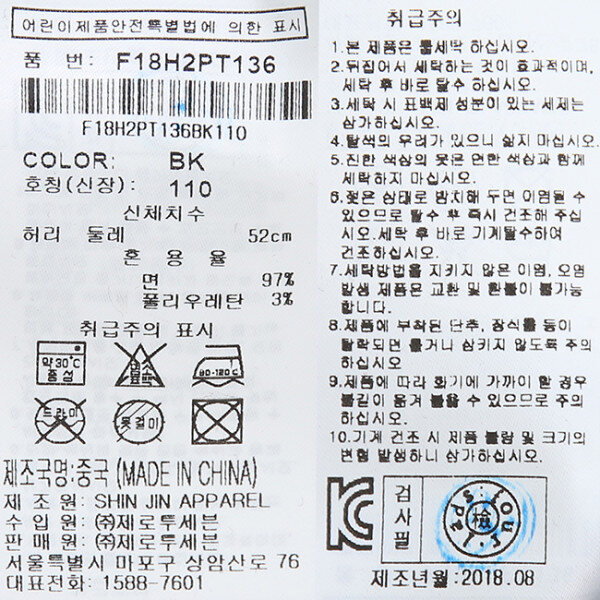 어린이제품안전특별법에 의한 표시
품 번: F18H2PT136
F18H2PT136BK110
COLOR: BK
호칭(신장): 110
신체치수
허리 둘레 52cm
혼 용 율
면 97%
폴리우레탄 3%
취급주의 표시
약30℃
중성
염소
표백
80-120℃
드라이
옷걸이
제조국명:중국 (MADE IN CHINA)
제 조 원: SHIN JIN APPAREL
수 입 원: ㈜제로투세븐
판 매 원: ㈜제로투세븐
서울특별시 마포구 상암산로 76
대표전화: 1588-7601
취급주의
1.본 제품은 물세탁 하십시오.
2.뒤집어서 세탁하는 것이 효과적이며,
세탁 후 바로 탈수 하십시오.
3.세탁 시 표백제 성분이 있는 세제는
삼가하십시오.
4.탈색의 우려가 있으니 삶지 마십시오.
5.진한 색상의 옷은 연한 색상과 함께
세탁하지 마십시오.
6.젖은 상태로 방치해 두면 이염될 수
있으므로 탈수 후 즉시 건조해 주십
시오.세탁 후 바로 기계탈수하여
건조하십시오.
7.세탁방법을 지키지 않은 이염, 오염
발생 제품은 교환 및 환불이 불가능
합니다.
8.제품에 부착된 단추, 장식물 등이
탈락되면 물거나 삼키지 않도록 주의
하십시오
9.제품에 따라 화기에 가까이 할 경우
불길이 옮겨 붙을 수 있으므로 주의
하십시오
10.기계 건조 시 제품 불량 및 크기의
변형 발생하니 삼가하십시오.
KC
검사필
檢
제조년월:2018.08